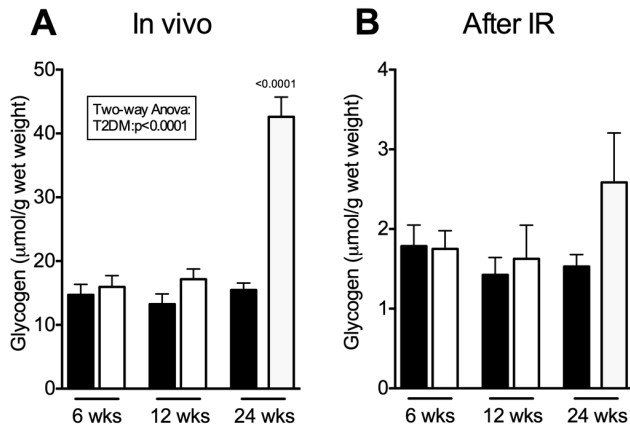 A
In vivo
Glycogen (μmol/g wet weight)
50
40
30
20
10
0
Two-way Anova:
T2DM:p<0.0001
<0.0001
6 wks
12 wks
24 wks
B
After IR
Glycogen (μmol/g wet weight)
4
3
2
1
0
6 wks
12 wks
24 wks